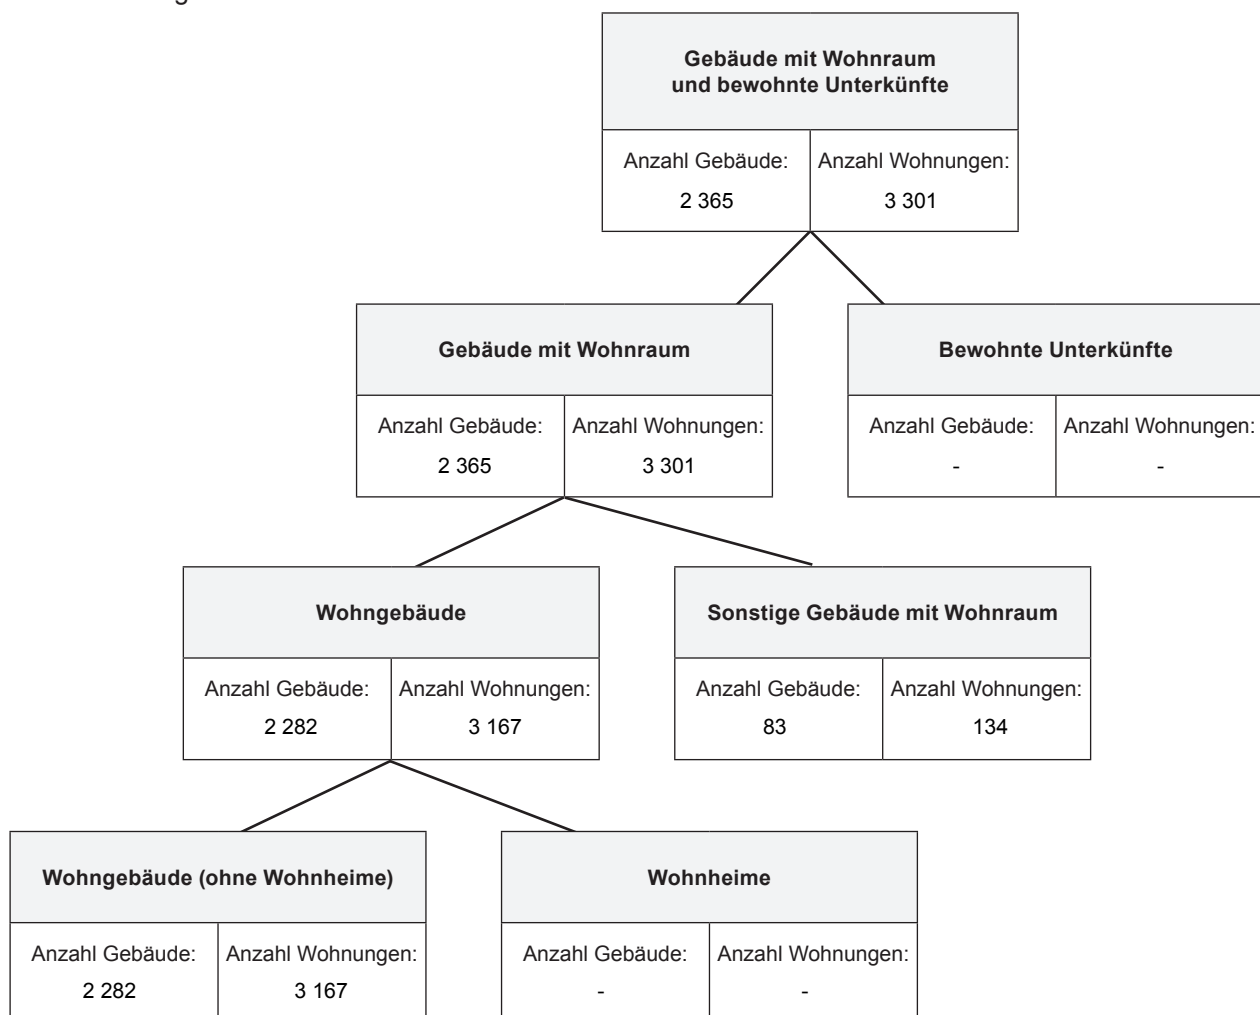 Gebäude mit Wohnraum
und bewohnte Unterkünfte
Anzahl Gebäude: Anzahl Wohnungen:
2 365 3 301
Gebäude mit Wohnraum
Anzahl Gebäude: Anzahl Wohnungen:
2 365 3 301
Bewohnte Unterkünfte
Anzahl Gebäude: Anzahl Wohnungen:
- -
Wohngebäude
Anzahl Gebäude: Anzahl Wohnungen:
2 282 3 167
Sonstige Gebäude mit Wohnraum
Anzahl Gebäude: Anzahl Wohnungen:
83 134
Wohngebäude (ohne Wohnheime)
Anzahl Gebäude: Anzahl Wohnungen:
2 282 3 167
Wohnheime
Anzahl Gebäude: Anzahl Wohnungen:
- -